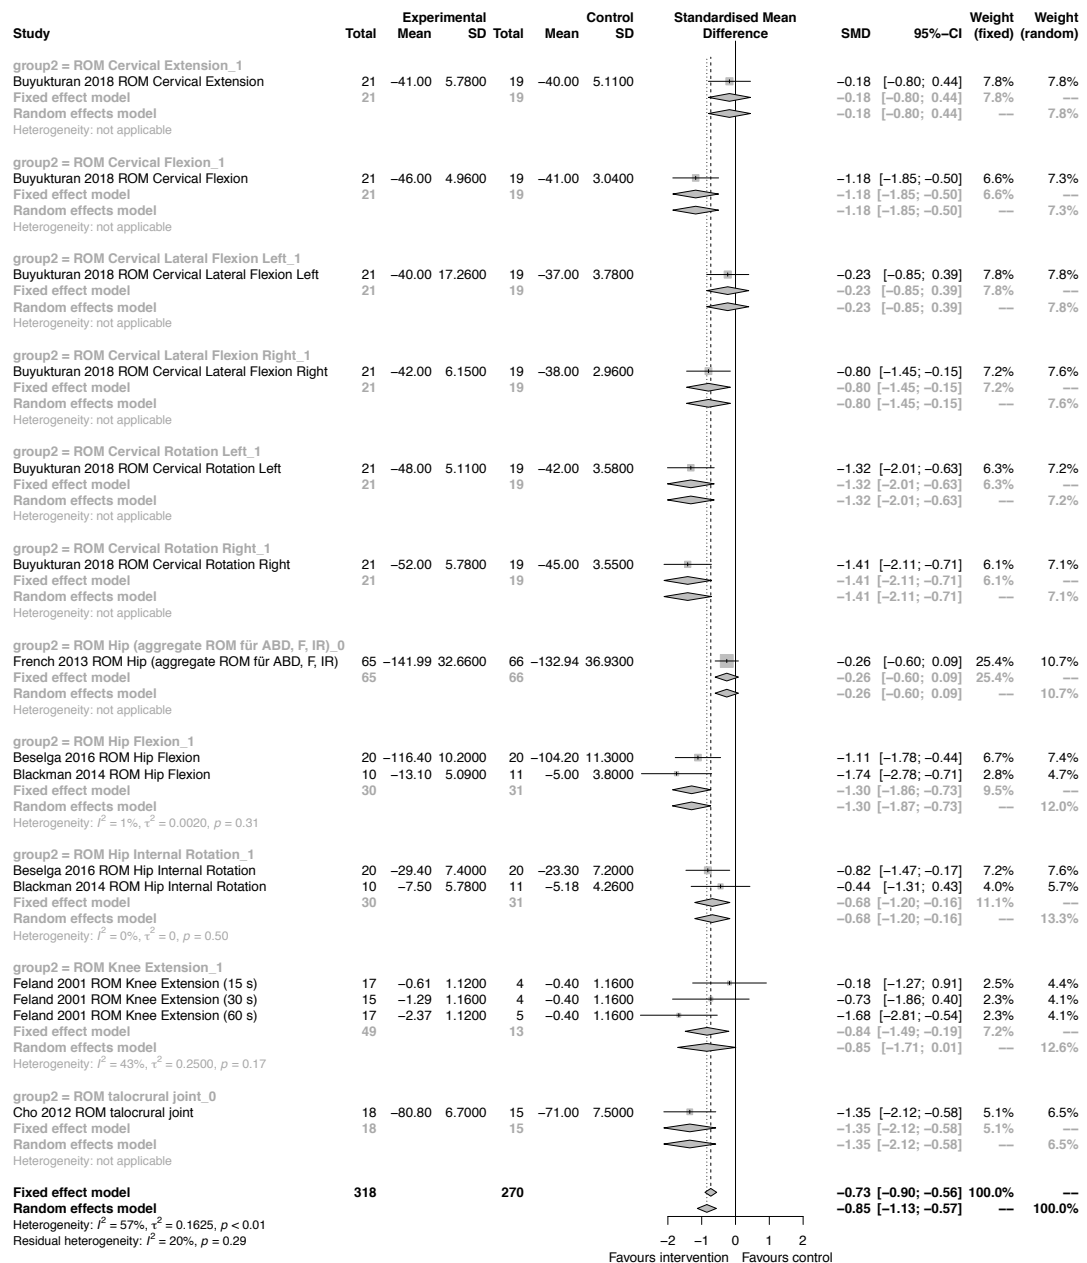 Experimental Control Standardised Mean Weight Weight
Study Total Mean SD Total Mean SD Difference SMD 95%−CI (fixed) (random)
group2 = ROM Cervical Extension_1
Buyukturan 2018 ROM Cervical Extension 21 −41.00 5.7800 19 −40.00 5.1100 −0.18 [−0.80; 0.44] 7.8% 7.8%
Fixed effect model 21 19 −0.18 [−0.80; 0.44] 7.8% −−
Random effects model −0.18 [−0.80; 0.44] −− 7.8%
Heterogeneity: not applicable
group2 = ROM Cervical Flexion_1
Buyukturan 2018 ROM Cervical Flexion 21 −46.00 4.9600 19 −41.00 3.0400 −1.18 [−1.85; −0.50] 6.6% 7.3%
Fixed effect model 21 19 −1.18 [−1.85; −0.50] 6.6% −−
Random effects model −1.18 [−1.85; −0.50] −− 7.3%
Heterogeneity: not applicable
group2 = ROM Cervical Lateral Flexion Left_1
Buyukturan 2018 ROM Cervical Lateral Flexion Left 21 −40.00 17.2600 19 −37.00 3.7800 −0.23 [−0.85; 0.39] 7.8% 7.8%
Fixed effect model 21 19 −0.23 [−0.85; 0.39] 7.8% −−
Random effects model −0.23 [−0.85; 0.39] −− 7.8%
Heterogeneity: not applicable
group2 = ROM Cervical Lateral Flexion Right_1
Buyukturan 2018 ROM Cervical Lateral Flexion Right 21 −42.00 6.1500 19 −38.00 2.9600 −0.80 [−1.45; −0.15] 7.2% 7.6%
Fixed effect model 21 19 −0.80 [−1.45; −0.15] 7.2% −−
Random effects model −0.80 [−1.45; −0.15] −− 7.6%
Heterogeneity: not applicable
group2 = ROM Cervical Rotation Left_1
Buyukturan 2018 ROM Cervical Rotation Left 21 −48.00 5.1100 19 −42.00 3.5800 −1.32 [−2.01; −0.63] 6.3% 7.2%
Fixed effect model 21 19 −1.32 [−2.01; −0.63] 6.3% −−
Random effects model −1.32 [−2.01; −0.63] −− 7.2%
Heterogeneity: not applicable
group2 = ROM Cervical Rotation Right_1
Buyukturan 2018 ROM Cervical Rotation Right 21 −52.00 5.7800 19 −45.00 3.5500 −1.41 [−2.11; −0.71] 6.1% 7.1%
Fixed effect model 21 19 −1.41 [−2.11; −0.71] 6.1% −−
Random effects model −1.41 [−2.11; −0.71] −− 7.1%
Heterogeneity: not applicable
group2 = ROM Hip (aggregate ROM für ABD, F, IR)_0
French 2013 ROM Hip (aggregate ROM für ABD, F, IR) 65 −141.99 32.6600 66 −132.94 36.9300 −0.26 [−0.60; 0.09] 25.4% 10.7%
Fixed effect model 65 66 −0.26 [−0.60; 0.09] 25.4% −−
Random effects model −0.26 [−0.60; 0.09] −− 10.7%
Heterogeneity: not applicable
group2 = ROM Hip Flexion_1
Beselga 2016 ROM Hip Flexion 20 −116.40 10.2000 20 −104.20 11.3000 −1.11 [−1.78; −0.44] 6.7% 7.4%
Blackman 2014 ROM Hip Flexion 10 −13.10 5.0900 11 −5.00 3.8000 −1.74 [−2.78; −0.71] 2.8% 4.7%
Fixed effect model 30 31 −1.30 [−1.86; −0.73] 9.5% −−
Random effects model −1.30 [−1.87; −0.73] −− 12.0%
Heterogeneity: I² = 1%, τ² = 0.0020, p = 0.31
group2 = ROM Hip Internal Rotation_1
Beselga 2016 ROM Hip Internal Rotation 20 −29.40 7.4000 20 −23.30 7.2000 −0.82 [−1.47; −0.17] 7.2% 7.6%
Blackman 2014 ROM Hip Internal Rotation 10 −7.50 5.7800 11 −5.18 4.2600 −0.44 [−1.31; 0.43] 4.0% 5.7%
Fixed effect model 30 31 −0.68 [−1.20; −0.16] 11.1% −−
Random effects model −0.68 [−1.20; −0.16] −− 13.3%
Heterogeneity: I² = 0%, τ² = 0, p = 0.50
group2 = ROM Knee Extension_1
Feland 2001 ROM Knee Extension (15 s) 17 −0.61 1.1200 4 −0.40 1.1600 −0.18 [−1.27; 0.91] 2.5% 4.4%
Feland 2001 ROM Knee Extension (30 s) 15 −1.29 1.1600 4 −0.40 1.1600 −0.73 [−1.86; 0.40] 2.3% 4.1%
Feland 2001 ROM Knee Extension (60 s) 17 −2.37 1.1200 5 −0.40 1.1600 −1.68 [−2.81; −0.54] 2.3% 4.1%
Fixed effect model 49 13 −0.84 [−1.49; −0.19] 7.2% −−
Random effects model −0.85 [−1.71; 0.01] −− 12.6%
Heterogeneity: I² = 43%, τ² = 0.2500, p = 0.17
group2 = ROM talocrural joint_0
Cho 2012 ROM talocrural joint 18 −80.80 6.7000 15 −71.00 7.5000 −1.35 [−2.12; −0.58] 5.1% 6.5%
Fixed effect model 18 15 −1.35 [−2.12; −0.58] 5.1% −−
Random effects model −1.35 [−2.12; −0.58] −− 6.5%
Heterogeneity: not applicable
Fixed effect model 318 270 −0.73 [−0.90; −0.56] 100.0% −−
Random effects model −0.85 [−1.13; −0.57] −− 100.0%
Heterogeneity: I² = 57%, τ² = 0.1625, p < 0.01
Residual heterogeneity: I² = 20%, p = 0.29
−2 −1 0 1 2
Favours intervention Favours control